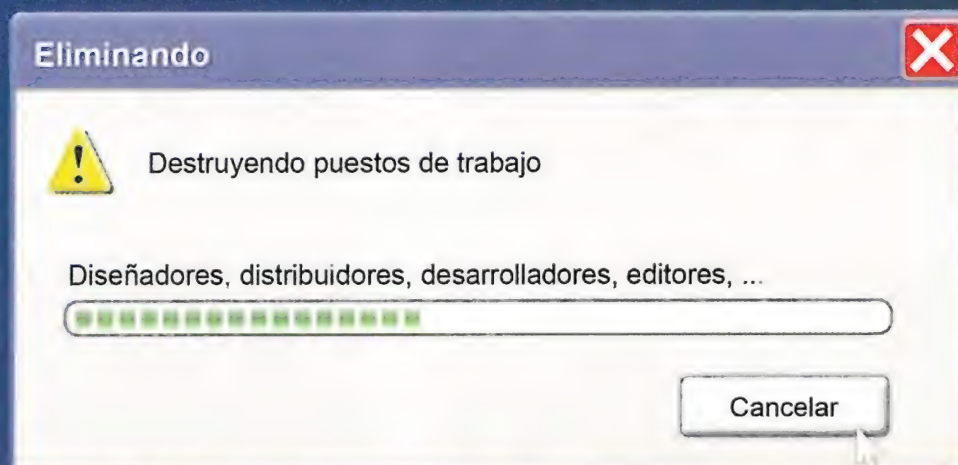 Eliminando
Destruyendo puestos de trabajo
Diseñadores, distribuidores, desarrolladores, editores, ...
Cancelar